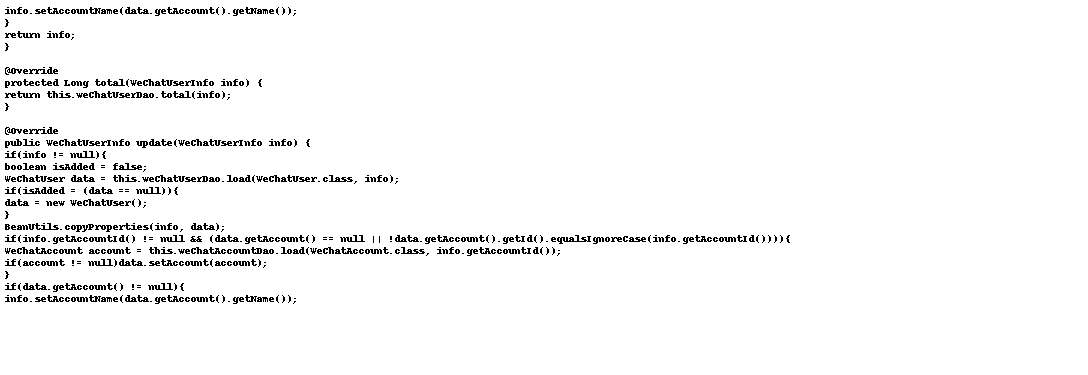 info.setAccountName(data.getAccount().getName());
}
return info;
}

@Override
protected Long total(WeChatUserInfo info) {
return this.weChatUserDao.total(info);
}

@Override
public WeChatUserInfo update(WeChatUserInfo info) {
if(info != null){
boolean isAdded = false;
WeChatUser data = this.weChatUserDao.load(WeChatUser.class, info);
if(isAdded = (data == null)){
data = new WeChatUser();
}
BeanUtils.copyProperties(info, data);
if(info.getAccountId() != null && (data.getAccount() == null || !data.getAccount().getId().equalsIgnoreCase(info.getAccountId()))){
WeChatAccount account = this.weChatAccountDao.load(WeChatAccount.class, info.getAccountId());
if(account != null)data.setAccount(account);
}
if(data.getAccount() != null){
info.setAccountName(data.getAccount().getName());